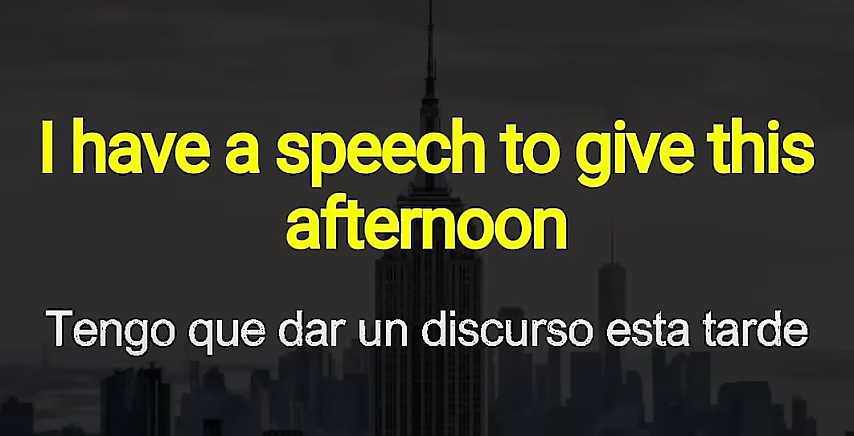 I have a speech to give this
afternoon
Tengo que dar un discurso esta tarde